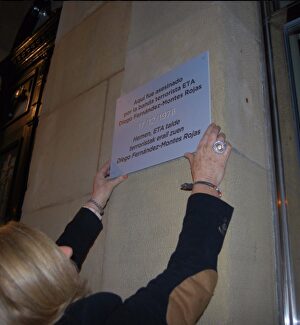 Aquí fue asesinado
por la banda terrorista ETA
Diego Fernández-Montes Rojas
Hemen, ETA talde
terroristak erail zuen
Diego Fernández-Montes Rojas